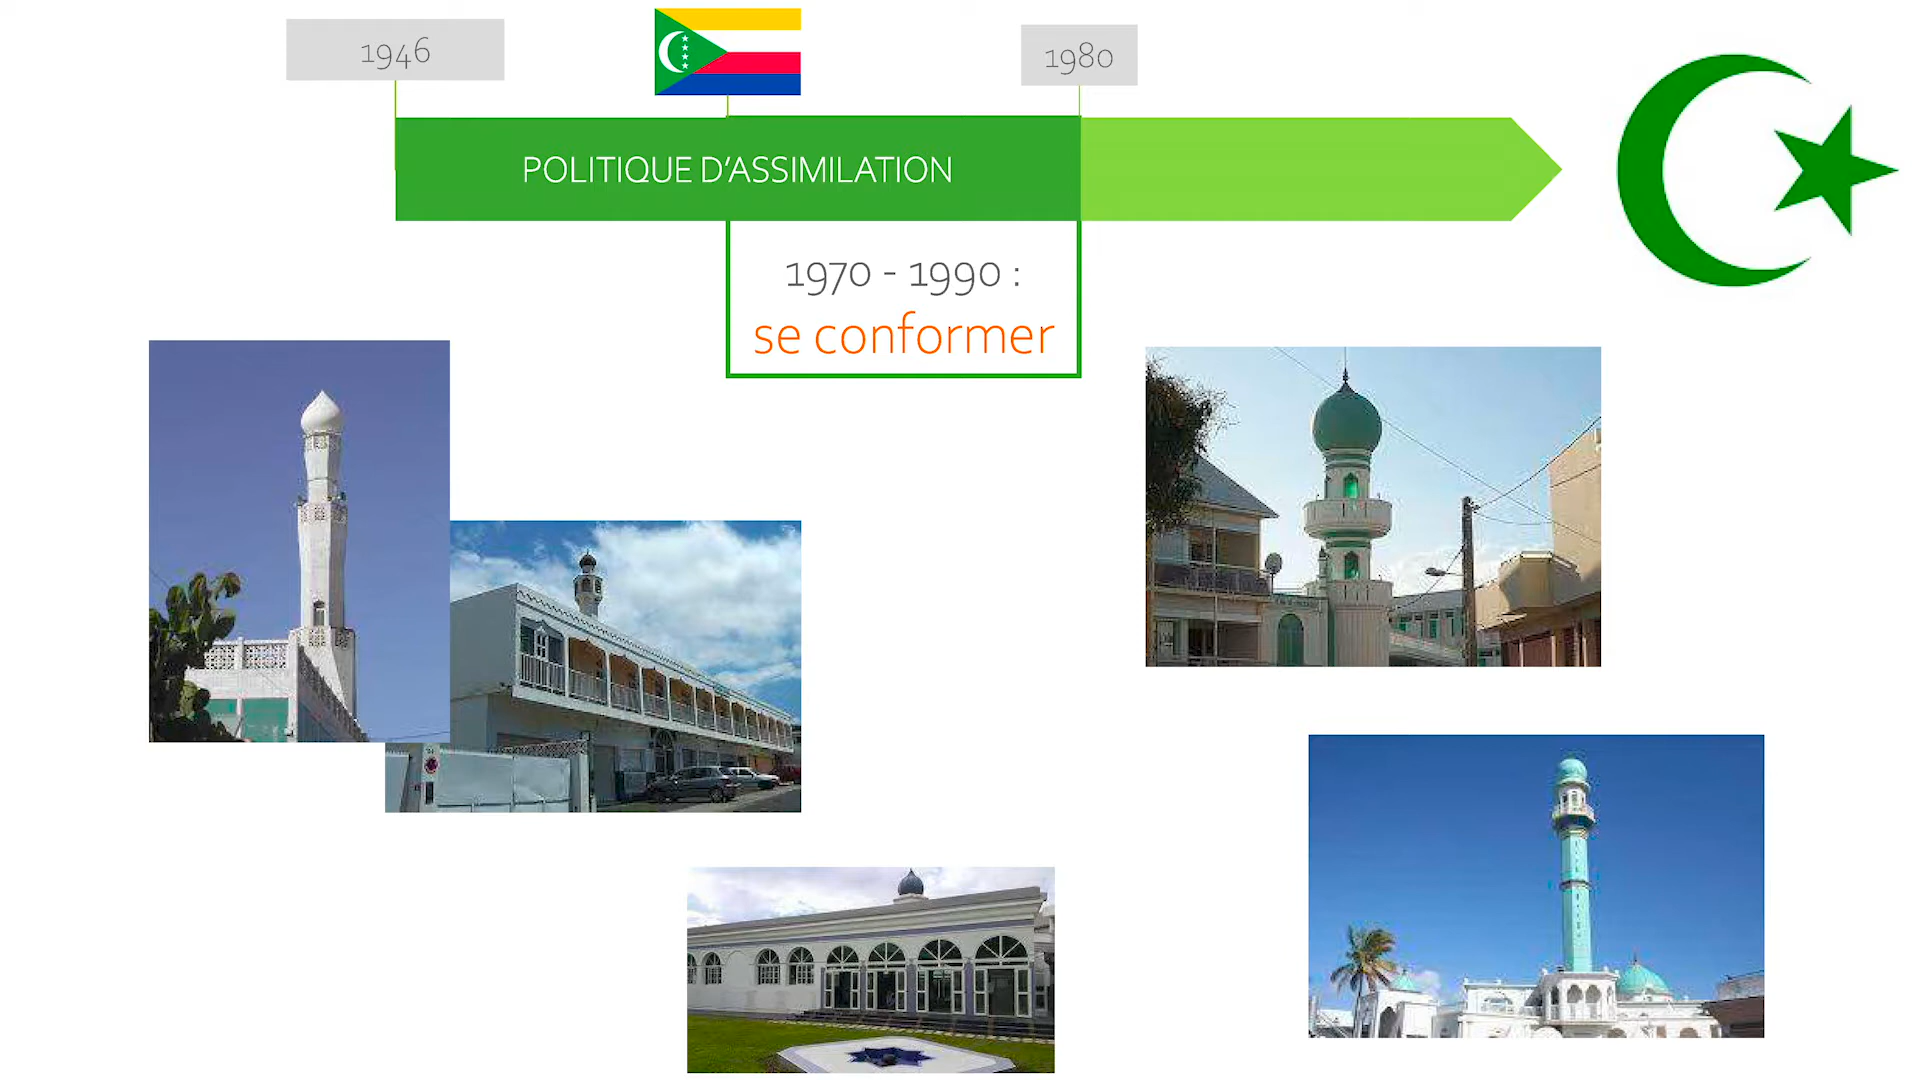 1946
1980
POLITIQUE D'ASSIMILATION
1970 - 1990 :
se conformer